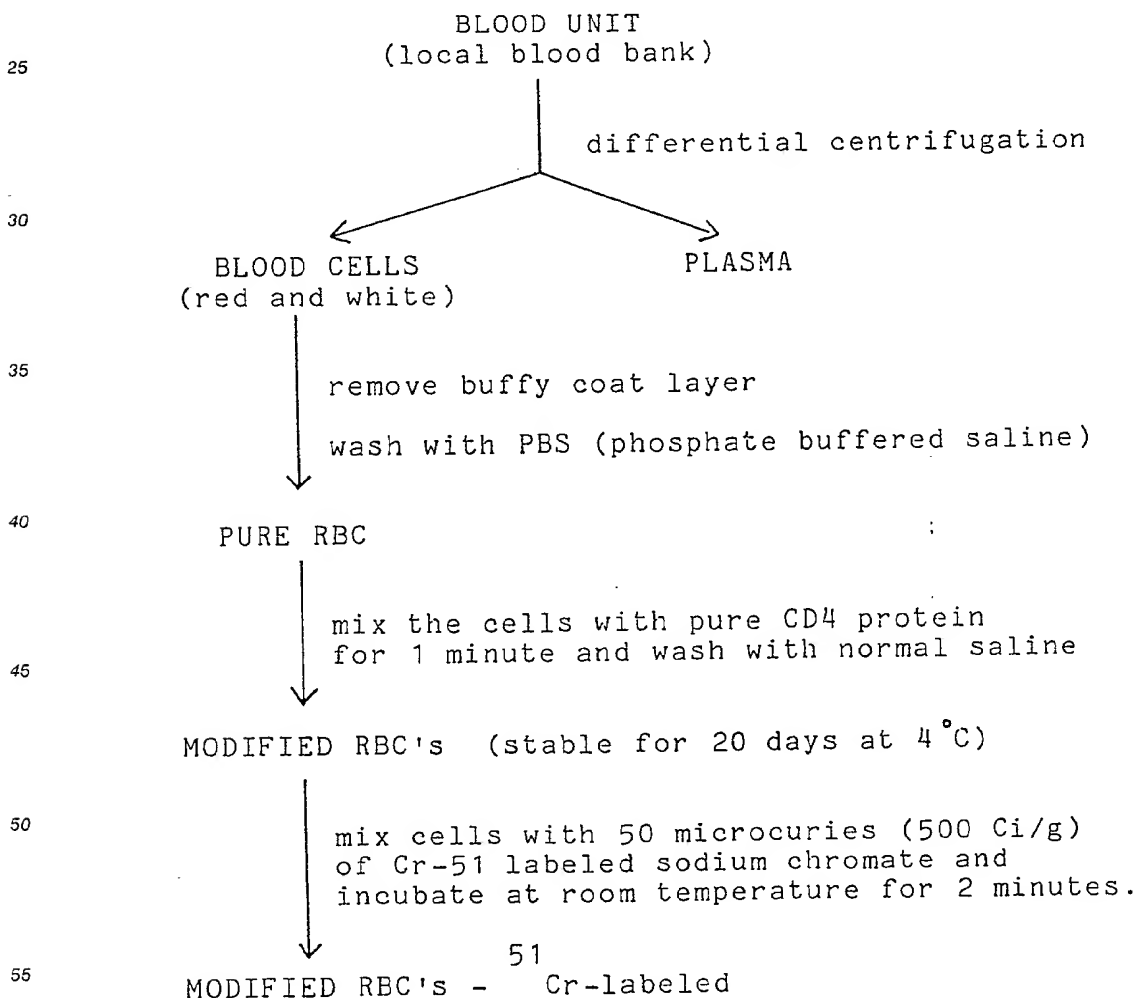 BLOOD UNIT
(local blood bank)
25
differential centrifugation
30
BLOOD CELLS
(red and white)
PLASMA
35
remove buffy coat layer
wash with PBS (phosphate buffered saline)
40
PURE RBC
mix the cells with pure CD4 protein
for 1 minute and wash with normal saline
45
MODIFIED RBC's (stable for 20 days at 4°C)
50
mix cells with 50 microcuries (500 Ci/g)
of Cr-51 labeled sodium chromate and
incubate at room temperature for 2 minutes.
55
MODIFIED RBC's - ⁵¹Cr-labeled